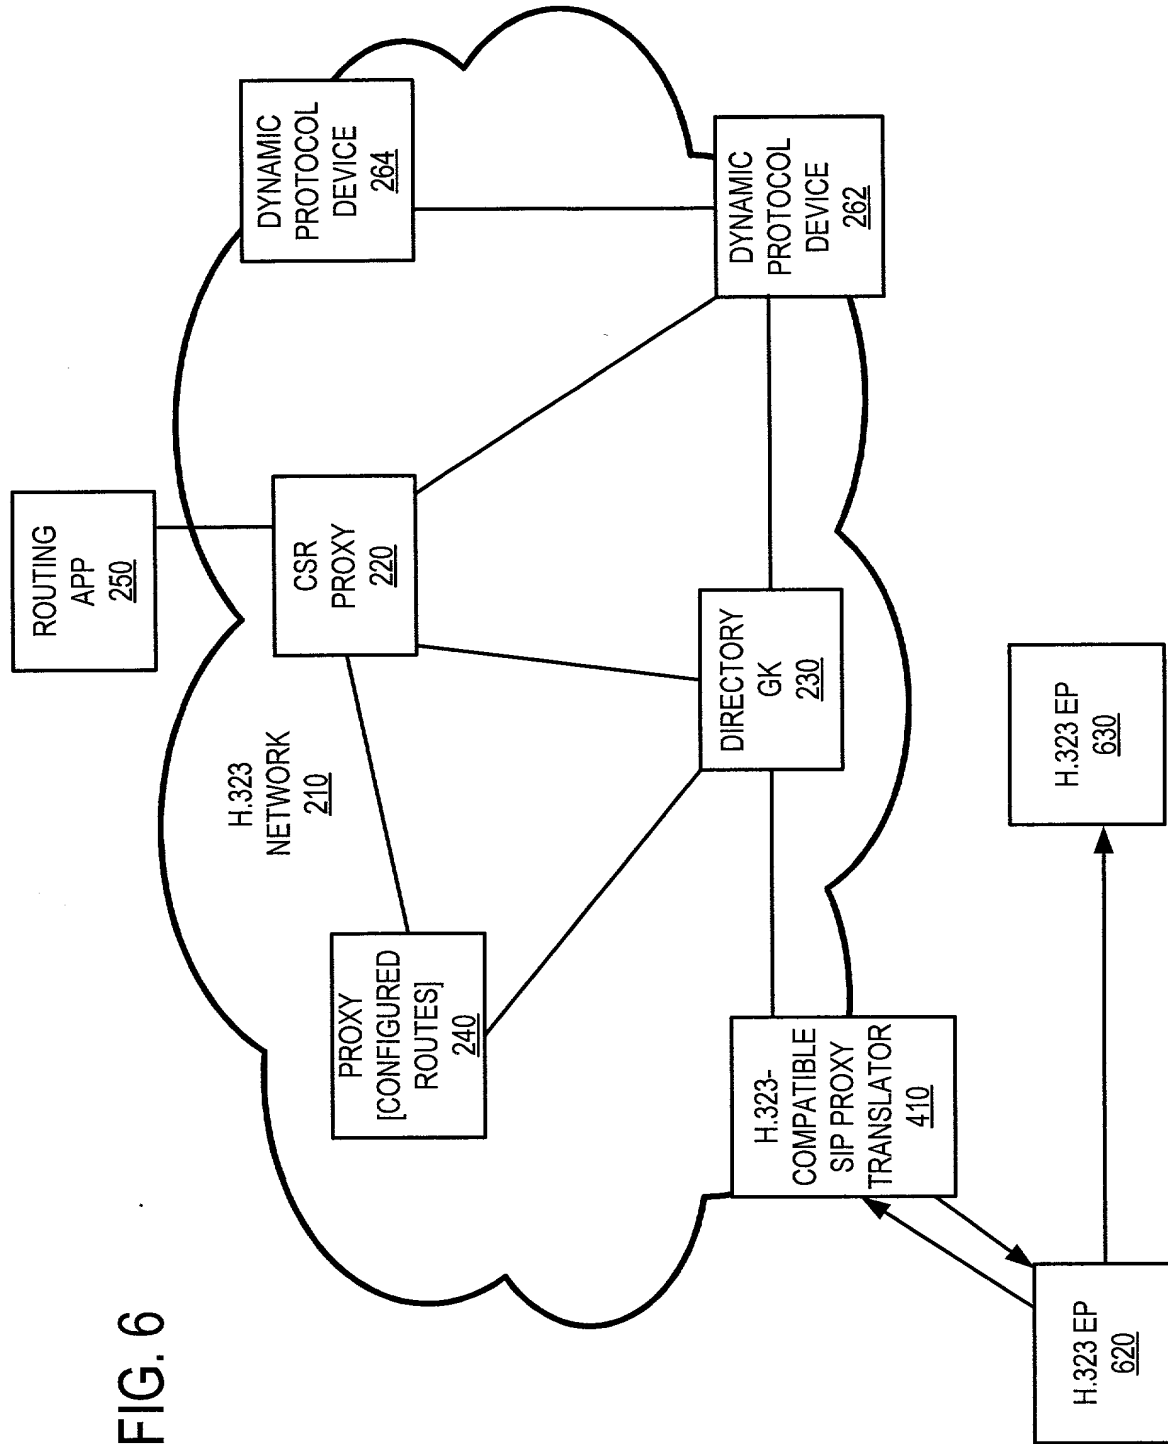 FIG. 6
H.323
NETWORK
210
ROUTING
APP
250
CSR
PROXY
220
PROXY
[CONFIGURED
ROUTES]
240
DIRECTORY
GK
230
DYNAMIC
PROTOCOL
DEVICE
264
DYNAMIC
PROTOCOL
DEVICE
262
H.323-
COMPATIBLE
SIP PROXY
TRANSLATOR
410
H.323 EP
620
H.323 EP
630